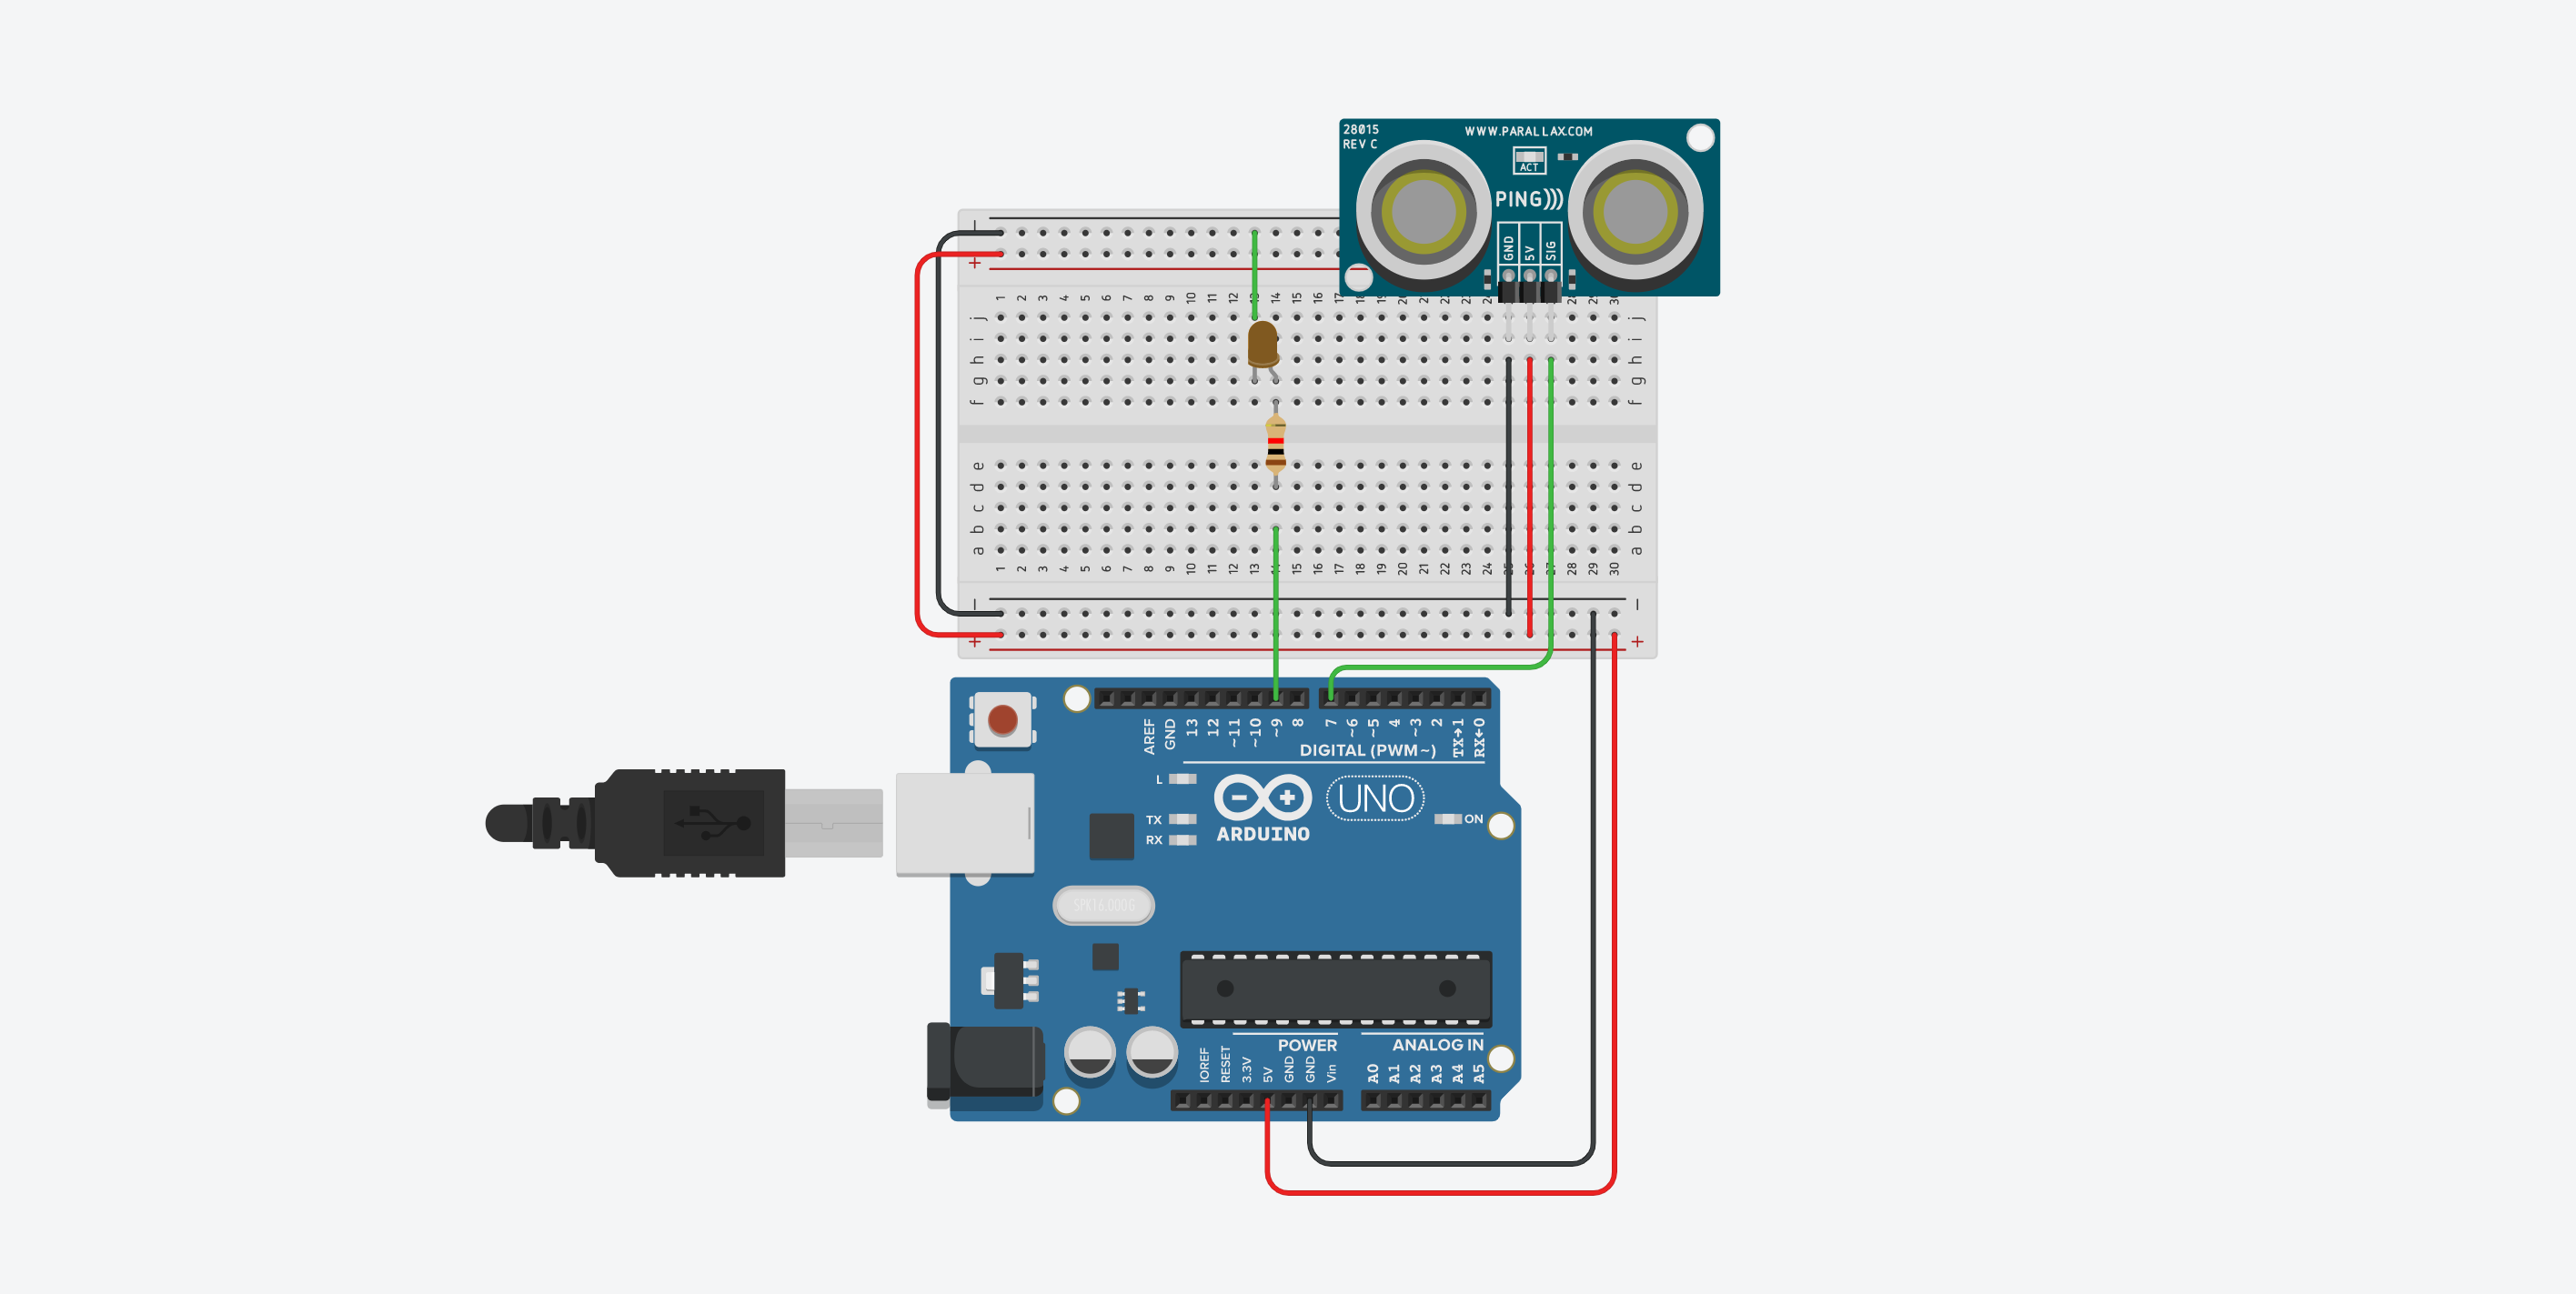 28015
REV C
WWW.PARALLAX.COM
ACT
PING)))
GND
5V
SIG
− −
+
1 2 3 4 5 6 7 8 9 10 11 12 13 14 15 16
j j
i i
h h
g g
f f
e e
d d
c c
b b
a a
1 2 3 4 5 6 7 8 9 10 11 12 13 15 16 17 18 19 20 21 22 23 24 28 29 30
− −
+ +
AREF
GND
13
12
~11
~10
~9
8
7
~6
~5
4
~3
2
TX→1
RX←0
DIGITAL (PWM~)
L
TX
RX
ARDUINO
UNO
ON
SPK16.000G
POWER
ANALOG IN
IOREF
RESET
3.3V
5V
GND
GND
Vin
A0
A1
A2
A3
A4
A5